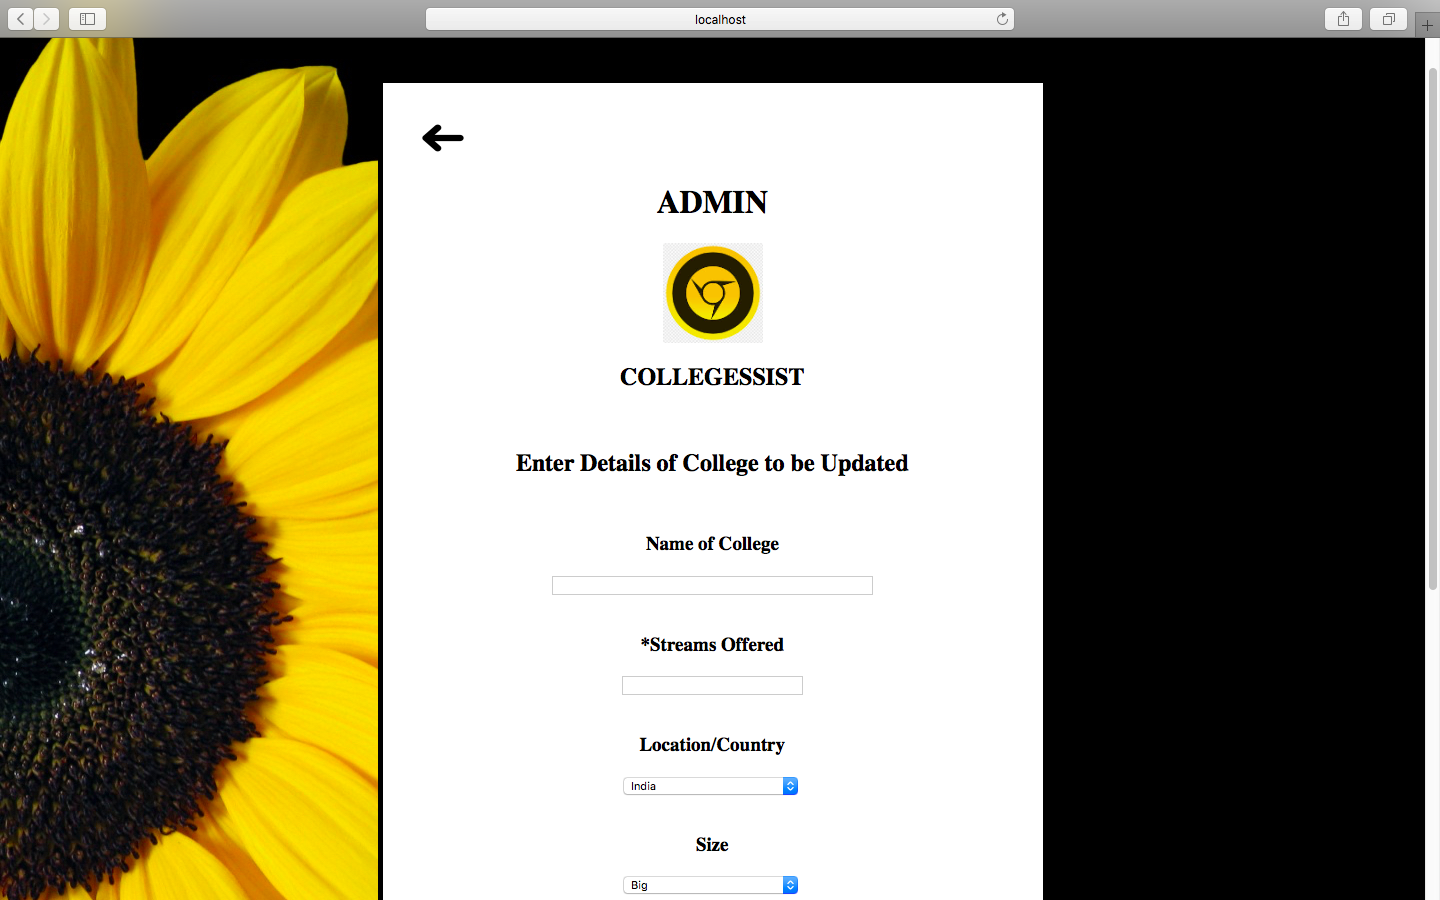 localhost
ADMIN
COLLEGESSIST
Enter Details of College to be Updated
Name of College
*Streams Offered
Location/Country
India
Size
Big